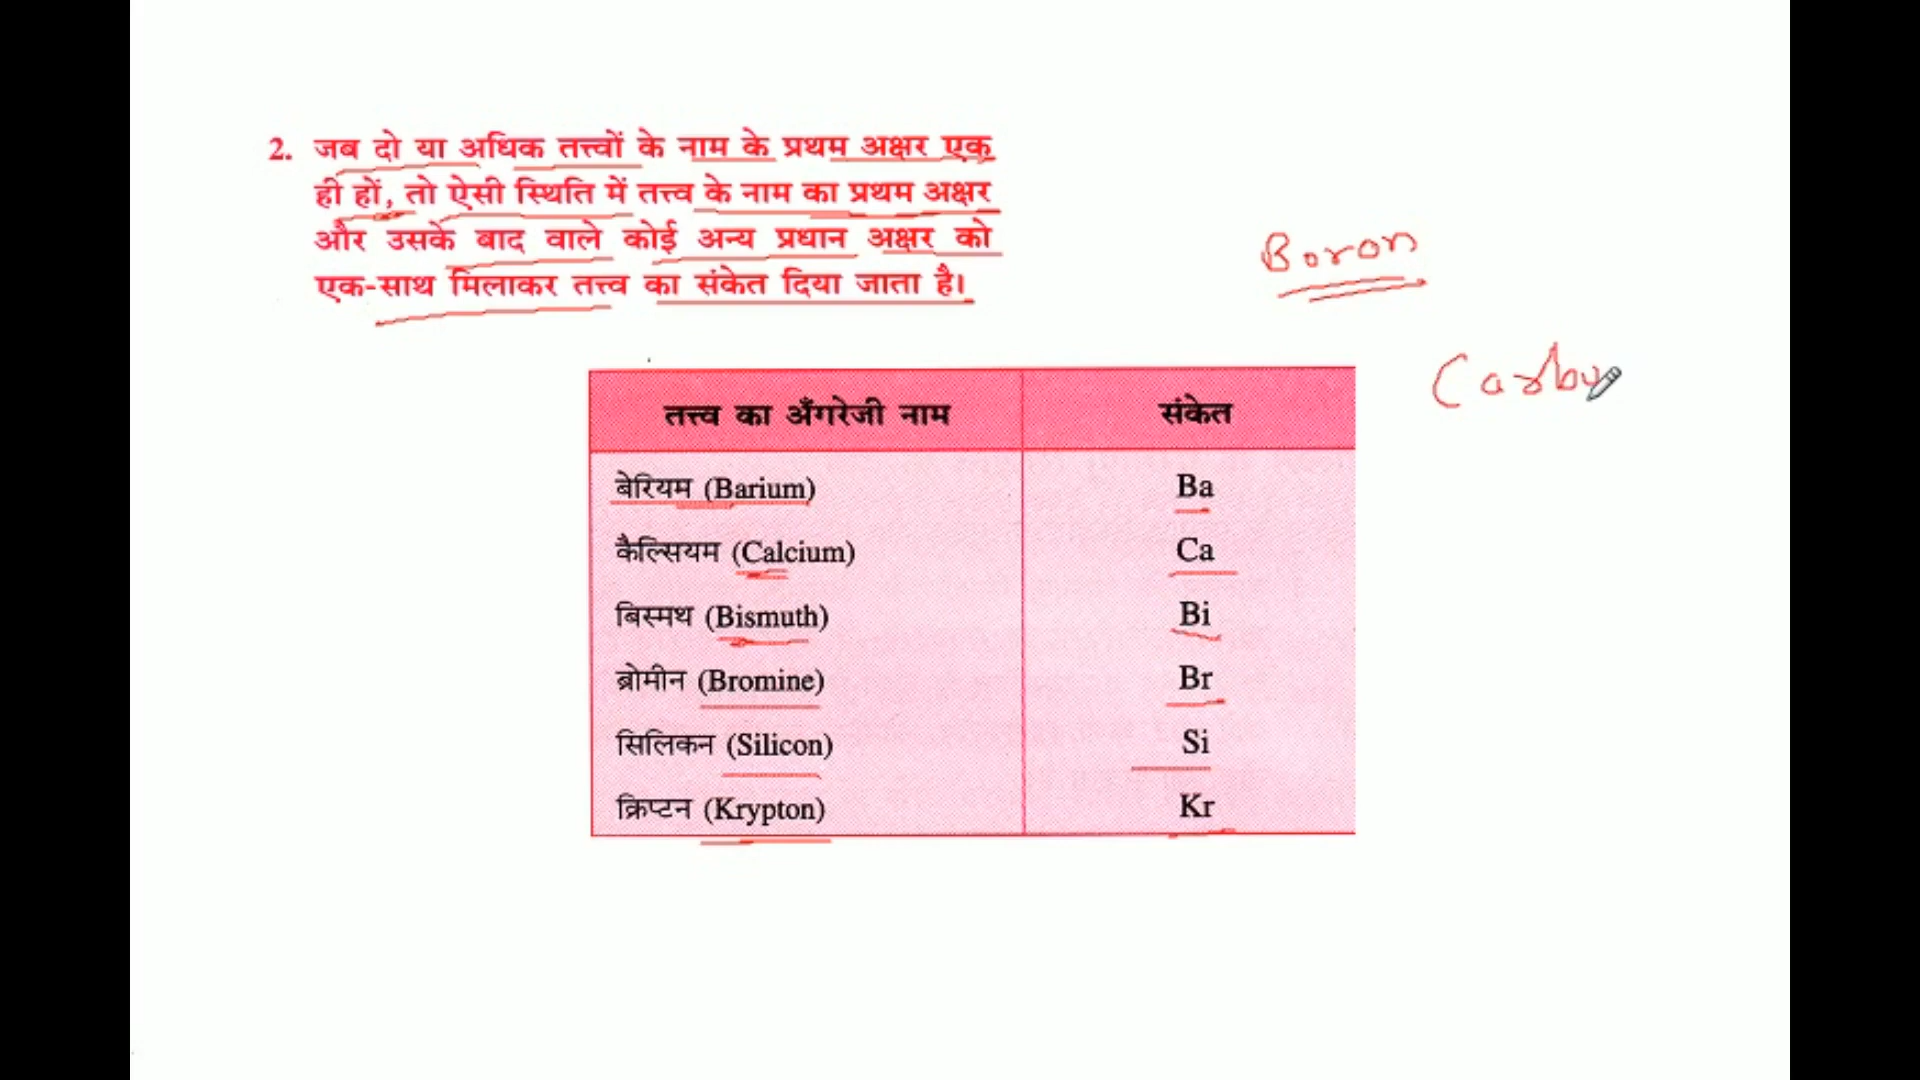 2. जब दो या अधिक तत्त्वों के नाम के प्रथम अक्षर एक
ही हों, तो ऐसी स्थिति में तत्त्व के नाम का प्रथम अक्षर
और उसके बाद वाले कोई अन्य प्रधान अक्षर को
एक-साथ मिलाकर तत्त्व का संकेत दिया जाता है।
Boron
तत्त्व का अँगरेजी नाम संकेत
बेरियम (Barium) Ba
कैल्सियम (Calcium) Ca
बिस्मथ (Bismuth) Bi
ब्रोमीन (Bromine) Br
सिलिकन (Silicon) Si
क्रिप्टन (Krypton) Kr